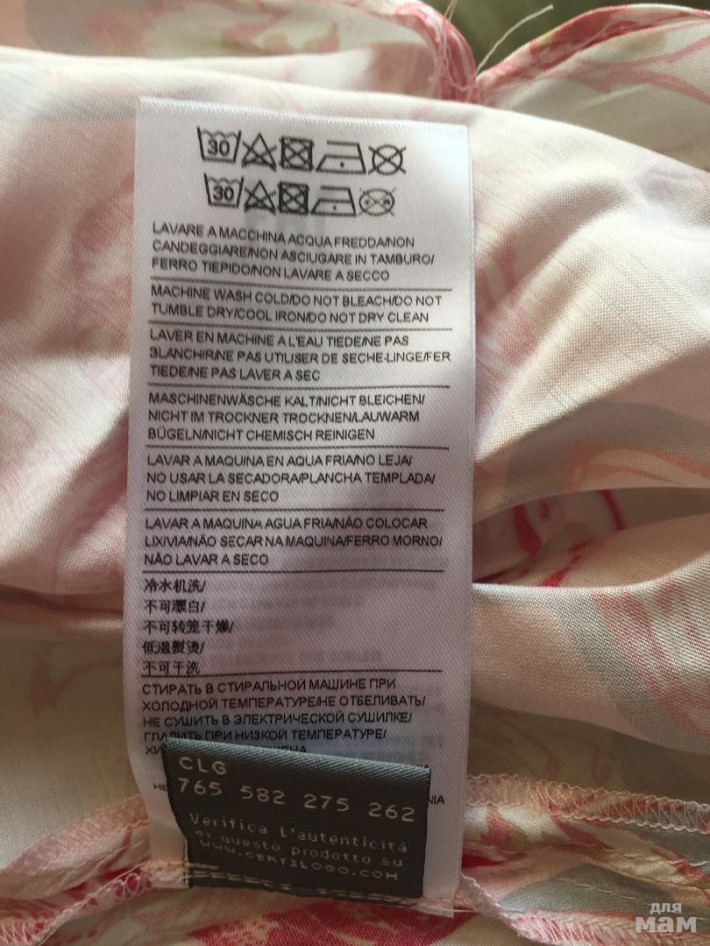 30
30
LAVARE A MACCHINA ACQUA FREDDA/NON
CANDEGGIARE/NON ASCIUGARE IN TAMBURO/
FERRO TIEPIDO/NON LAVARE A SECCO
MACHINE WASH COLD/DO NOT BLEACH/DO NOT
TUMBLE DRY/COOL IRON/DO NOT DRY CLEAN
LAVER EN MACHINE A L'EAU TIEDE/NE PAS
BLANCHIR/NE PAS UTILISER DE SECHE-LINGE/FER
TIEDE/NE PAS LAVER A SEC
MASCHINENWÄSCHE KALT/NICHT BLEICHEN/
NICHT IM TROCKNER TROCKNEN/LAUWARM
BÜGELN/NICHT CHEMISCH REINIGEN
LAVAR A MAQUINA EN AQUA FRIA/NO LEJA/
NO USAR LA SECADORA/PLANCHA TEMPLADA/
NO LIMPIAR EN SECO
LAVAR A MAQUINA AGUA FRIA/NÃO COLOCAR
LIXIVIA/NÃO SECAR NA MAQUINA/FERRO MORNO/
NÃO LAVAR A SECO
冷水机洗/
不可漂白/
不可转笼干燥/
低温熨烫/
不可干洗
СТИРАТЬ В СТИРАЛЬНОЙ МАШИНЕ ПРИ
ХОЛОДНОЙ ТЕМПЕРАТУРЕ/НЕ ОТБЕЛИВАТЬ/
НЕ СУШИТЬ В ЭЛЕКТРИЧЕСКОЙ СУШИЛКЕ/
ГЛАДИТЬ ПРИ НИЗКОЙ ТЕМПЕРАТУРЕ/
CLG
765 582 275 262
Verifica l'autenticità
di questo prodotto su
WWW.CERTILOGO.COM
для
мам